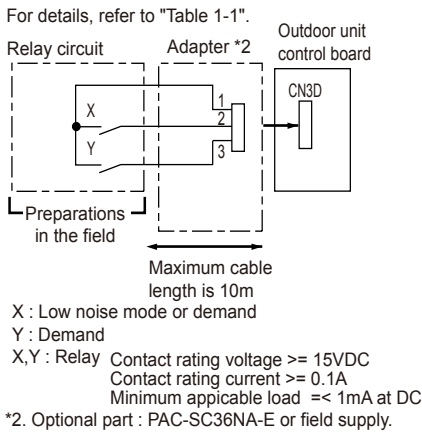 For details, refer to "Table 1-1".
Relay circuit
Adapter *2
Outdoor unit
control board
CN3D
X
Y
1
2
3
Preparations
in the field
Maximum cable
length is 10m
X : Low noise mode or demand
Y : Demand
X,Y : Relay Contact rating voltage >= 15VDC
Contact rating current >= 0.1A
Minimum appicable load =< 1mA at DC
*2. Optional part : PAC-SC36NA-E or field supply.